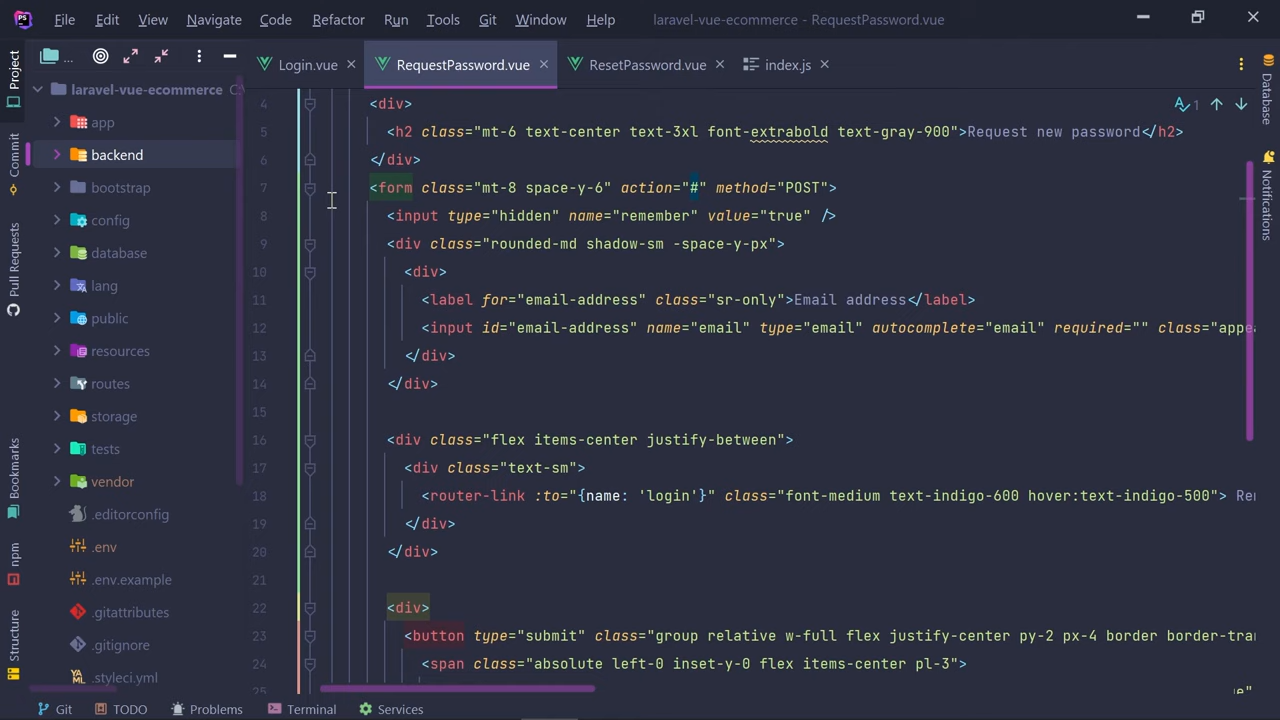 PS File Edit View Navigate Code Refactor Run Tools Git Window Help laravel-vue-ecommerce - RequestPassword.vue
... Login.vue RequestPassword.vue ResetPassword.vue index.js
Project
Commit
Pull Requests
Bookmarks
npm
Structure
laravel-vue-ecommerce
app
backend
bootstrap
config
database
lang
public
resources
routes
storage
tests
vendor
.editorconfig
.env
.env.example
.gitattributes
.gitignore
.styleci.yml
4 <div>
5 <h2 class="mt-6 text-center text-3xl font-extrabold text-gray-900">Request new password</h2>
6 </div>
7 <form class="mt-8 space-y-6" action="#" method="POST">
8 <input type="hidden" name="remember" value="true" />
9 <div class="rounded-md shadow-sm -space-y-px">
10 <div>
11 <label for="email-address" class="sr-only">Email address</label>
12 <input id="email-address" name="email" type="email" autocomplete="email" required="" class="appe
13 </div>
14 </div>
15
16 <div class="flex items-center justify-between">
17 <div class="text-sm">
18 <router-link :to="{name: 'login'}" class="font-medium text-indigo-600 hover:text-indigo-500"> Re
19 </div>
20 </div>
21
22 <div>
23 <button type="submit" class="group relative w-full flex justify-center py-2 px-4 border border-tra
24 <span class="absolute left-0 inset-y-0 flex items-center pl-3">
25
1
Database
Notifications
Git TODO Problems Terminal Services